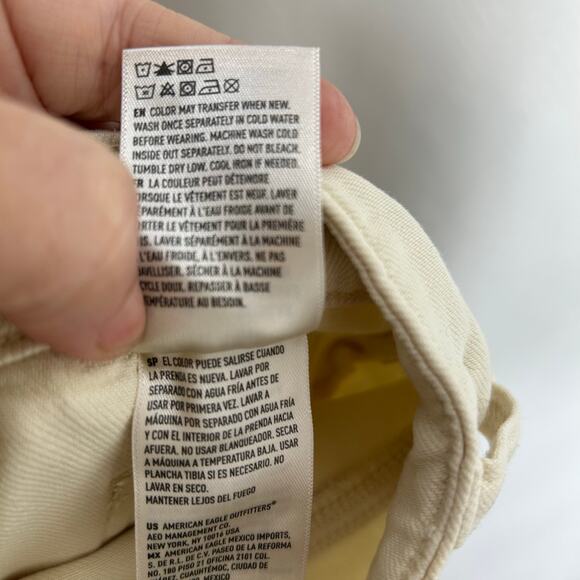 EN COLOR MAY TRANSFER WHEN NEW.
WASH ONCE SEPARATELY IN COLD WATER
BEFORE WEARING. MACHINE WASH COLD
INSIDE OUT SEPARATELY. DO NOT BLEACH.
TUMBLE DRY LOW. COOL IRON IF NEEDED.
FR LA COULEUR PEUT DÉTEINDRE
LORSQUE LE VÊTEMENT EST NEUF. LAVER
SÉPARÉMENT À L'EAU FROIDE AVANT DE
PORTER LE VÊTEMENT POUR LA PREMIÈRE
FOIS. LAVER SÉPARÉMENT À LA MACHINE
À L'EAU FROIDE, À L'ENVERS. NE PAS
JAVELLISER. SÉCHER À LA MACHINE
CYCLE DOUX. REPASSER À BASSE
TEMPÉRATURE AU BESOIN.
SP EL COLOR PUEDE SALIRSE CUANDO
LA PRENDA ES NUEVA. LAVAR POR
SEPARADO CON AGUA FRÍA ANTES DE
USAR POR PRIMERA VEZ. LAVAR A
MÁQUINA POR SEPARADO CON AGUA FRÍA
Y CON EL INTERIOR DE LA PRENDA HACIA
AFUERA. NO USAR BLANQUEADOR. SECAR
A MÁQUINA A TEMPERATURA BAJA. USAR
PLANCHA TIBIA SI ES NECESARIO. NO
LAVAR EN SECO.
MANTENER LEJOS DEL FUEGO
US AMERICAN EAGLE OUTFITTERS®
AEO MANAGEMENT CO.
NEW YORK, NY 10016 USA
MX AMERICAN EAGLE MEXICO IMPORTS,
S. DE R.L. DE C.V. PASEO DE LA REFORMA
NO. 180 PISO 21 OFICINA 2101 COL.
JUÁREZ, CUAUHTÉMOC, CIUDAD DE